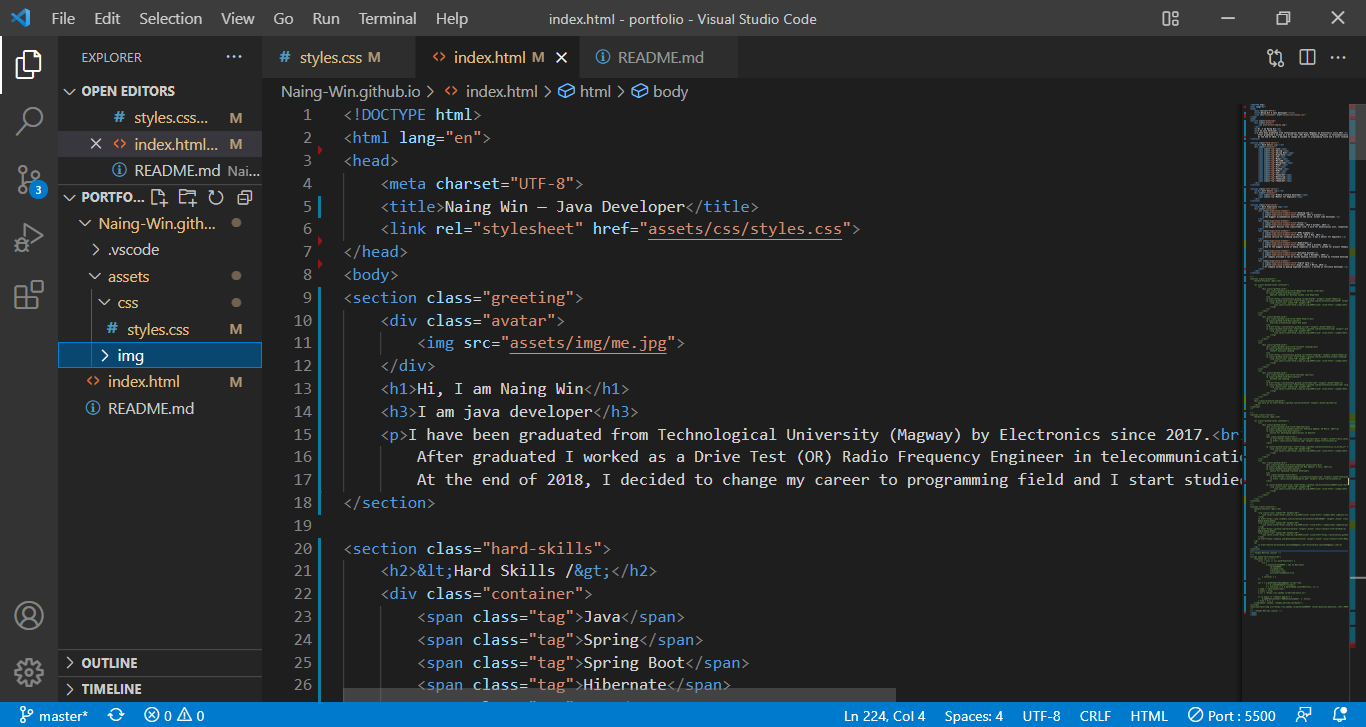 File Edit Selection View Go Run Terminal Help index.html - portfolio - Visual Studio Code
EXPLORER ...
OPEN EDITORS
# styles.css... M
index.html... M
README.md Nai...
PORTFO...
Naing-Win.gith...
.vscode
assets
css
# styles.css M
img
index.html M
README.md
OUTLINE
TIMELINE
3
# styles.css M <> index.html M README.md
Naing-Win.github.io > <> index.html > html > body
1 <!DOCTYPE html>
2 <html lang="en">
3 <head>
4 <meta charset="UTF-8">
5 <title>Naing Win – Java Developer</title>
6 <link rel="stylesheet" href="assets/css/styles.css">
7 </head>
8 <body>
9 <section class="greeting">
10 <div class="avatar">
11 <img src="assets/img/me.jpg">
12 </div>
13 <h1>Hi, I am Naing Win</h1>
14 <h3>I am java developer</h3>
15 <p>I have been graduated from Technological University (Magway) by Electronics since 2017.<br
16 After graduated I worked as a Drive Test (OR) Radio Frequency Engineer in telecommunicatio
17 At the end of 2018, I decided to change my career to programming field and I start studied
18 </section>
19
20 <section class="hard-skills">
21 <h2>&lt;Hard Skills /&gt;</h2>
22 <div class="container">
23 <span class="tag">Java</span>
24 <span class="tag">Spring</span>
25 <span class="tag">Spring Boot</span>
26 <span class="tag">Hibernate</span>
master* 0 0 Ln 224, Col 4 Spaces: 4 UTF-8 CRLF HTML Port : 5500